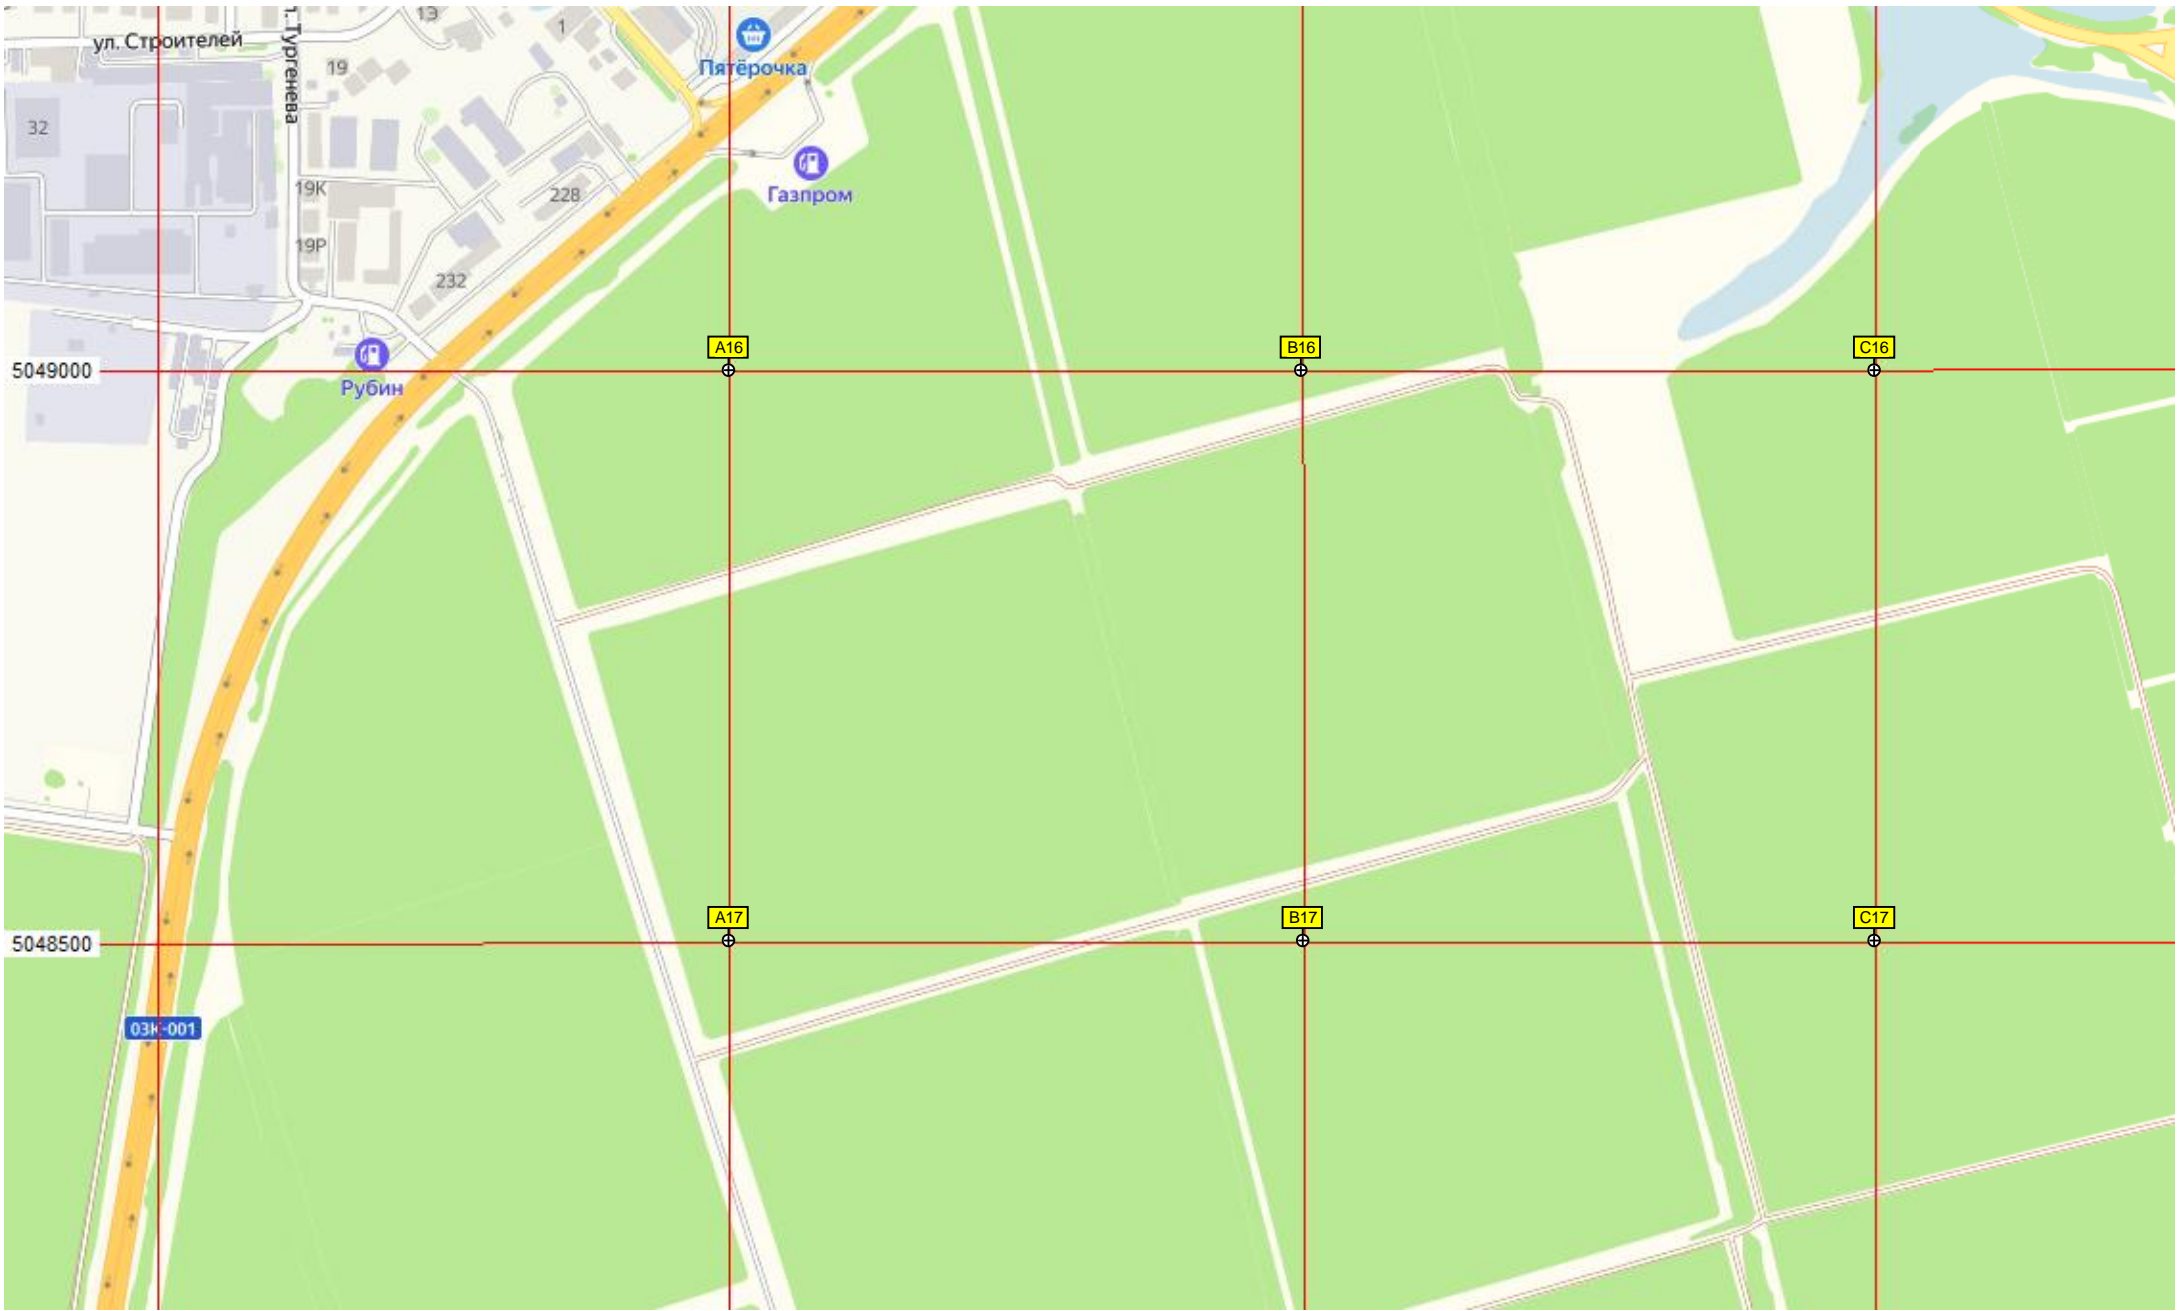 ул. Строителей
л. Тургенева
13
1
19
32
Пятёрочка
Газпром
19К
228
19Р
232
5049000
Рубин
A16
B16
C16
A17
B17
C17
5048500
03К-001